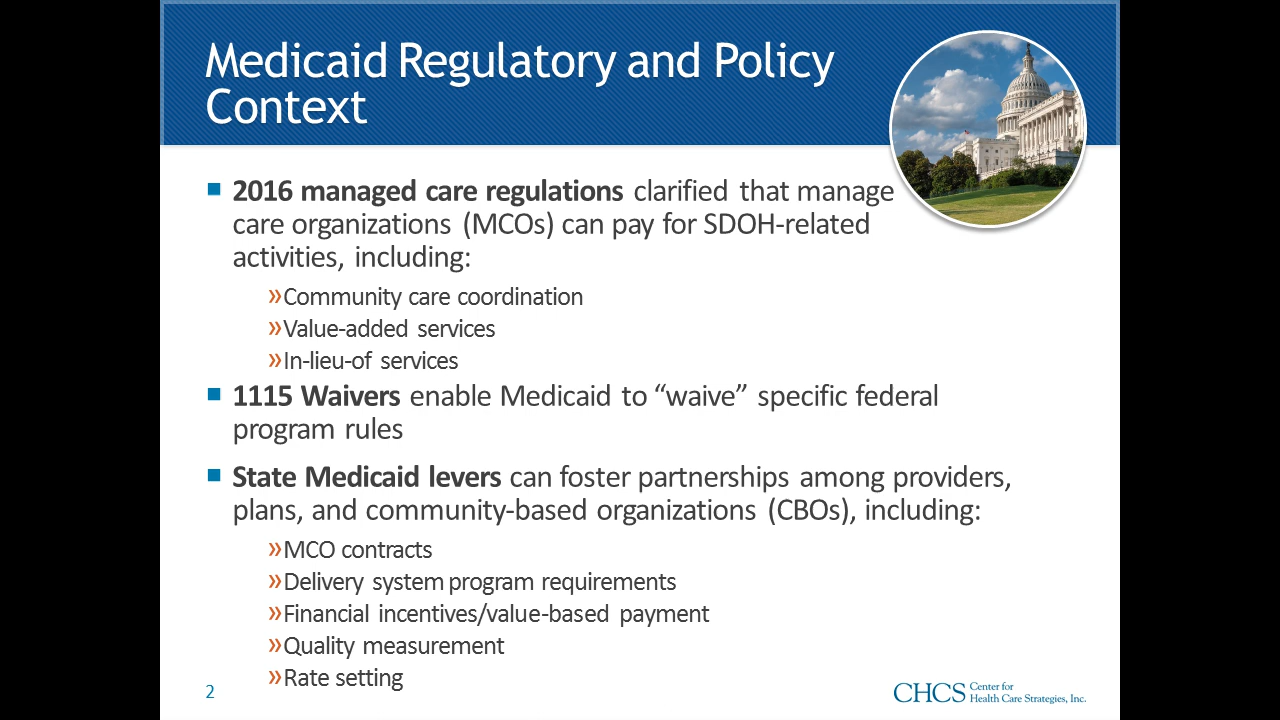 Medicaid Regulatory and Policy
Context
2016 managed care regulations clarified that manage
care organizations (MCOs) can pay for SDOH-related
activities, including:
»Community care coordination
»Value-added services
»In-lieu-of services
1115 Waivers enable Medicaid to “waive” specific federal
program rules
State Medicaid levers can foster partnerships among providers,
plans, and community-based organizations (CBOs), including:
»MCO contracts
»Delivery system program requirements
»Financial incentives/value-based payment
»Quality measurement
»Rate setting
2
CHCS Center for
Health Care Strategies, Inc.